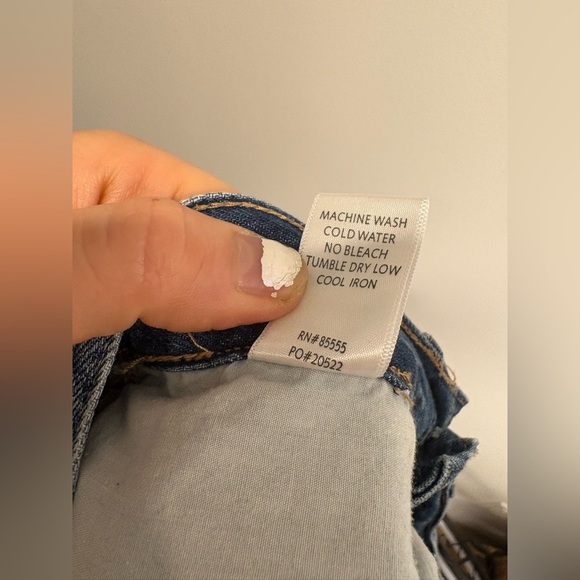 MACHINE WASH
COLD WATER
NO BLEACH
TUMBLE DRY LOW
COOL IRON
RN#85555
PO#20522